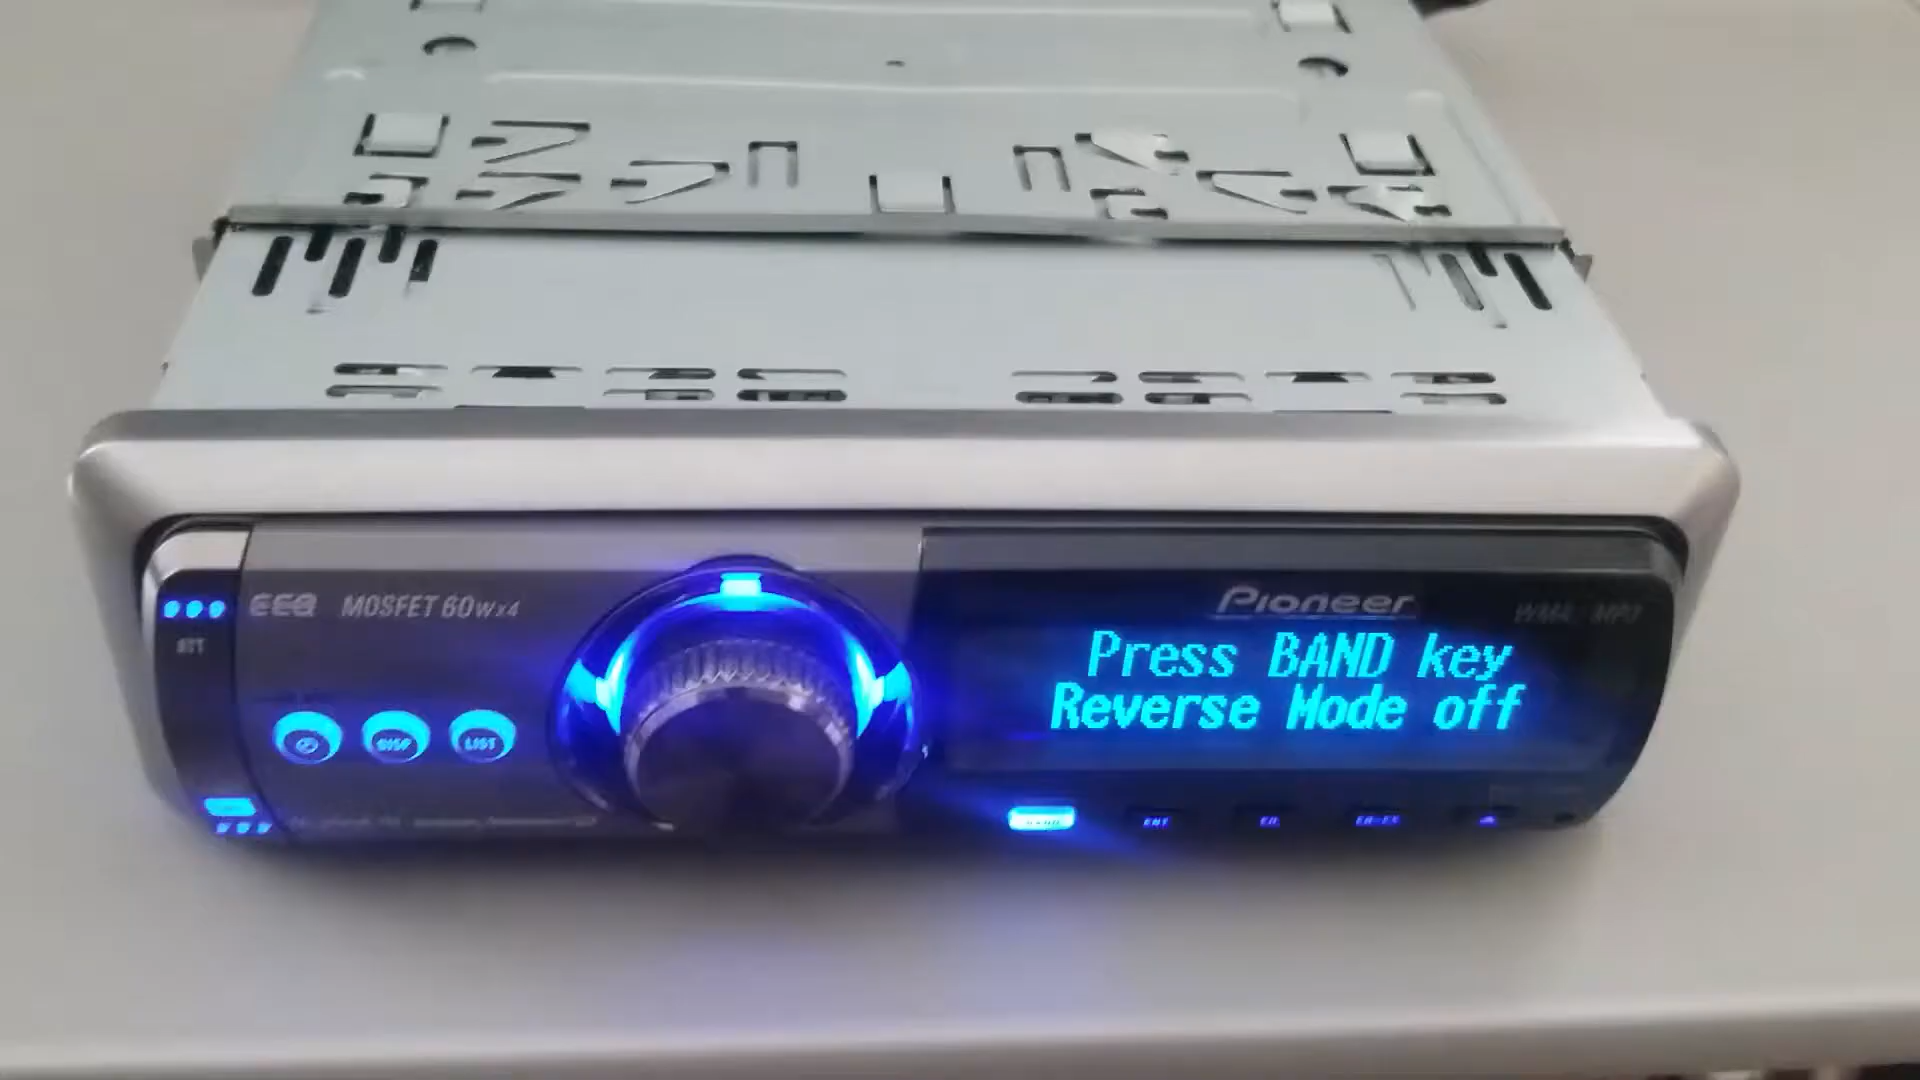 EEQ MOSFET 60Wx4
Pioneer
WMA MP3
Press BAND key
Reverse Mode off
ATT
DISP LIST
BAND ENT EQ EQ-EX